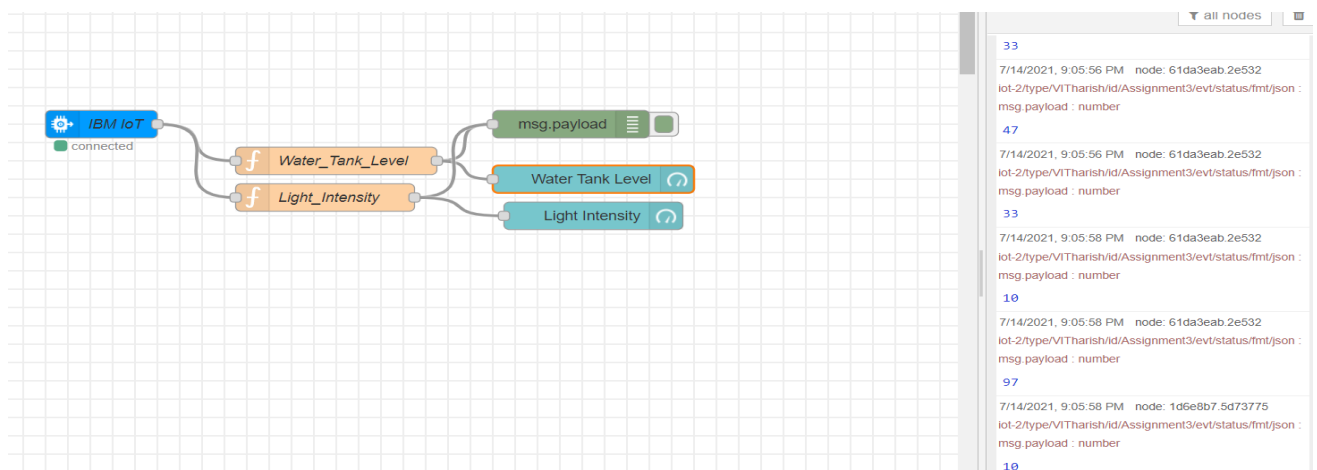 IBM IoT
connected
Water_Tank_Level
Light_Intensity
msg.payload
Water Tank Level
Light Intensity
all nodes
33
7/14/2021, 9:05:56 PM node: 61da3eab.2e532
iot-2/type/VITharish/id/Assignment3/evt/status/fmt/json :
msg.payload : number
47
7/14/2021, 9:05:56 PM node: 61da3eab.2e532
iot-2/type/VITharish/id/Assignment3/evt/status/fmt/json :
msg.payload : number
33
7/14/2021, 9:05:58 PM node: 61da3eab.2e532
iot-2/type/VITharish/id/Assignment3/evt/status/fmt/json :
msg.payload : number
10
7/14/2021, 9:05:58 PM node: 61da3eab.2e532
iot-2/type/VITharish/id/Assignment3/evt/status/fmt/json :
msg.payload : number
97
7/14/2021, 9:05:58 PM node: 1d6e8b7.5d73775
iot-2/type/VITharish/id/Assignment3/evt/status/fmt/json :
msg.payload : number
10